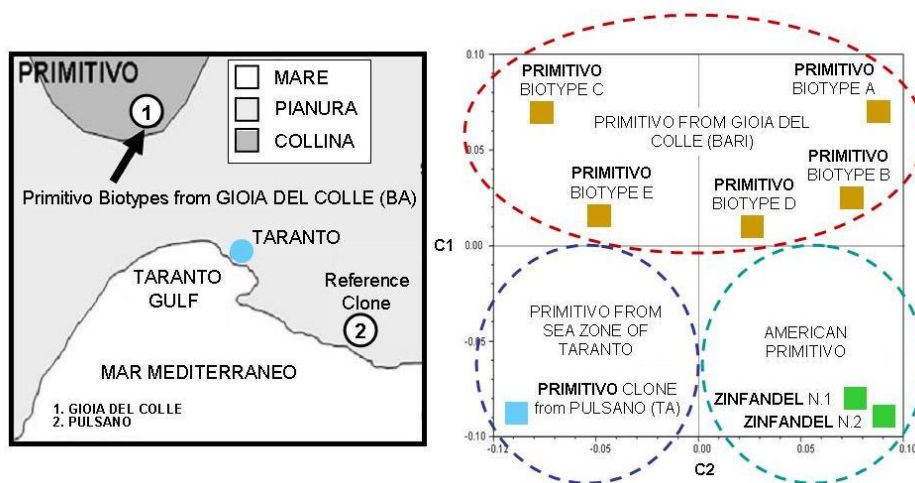 PRIMITIVO
MARE
PIANURA
COLLINA
1
Primitivo Biotypes from GIOIA DEL COLLE (BA)
TARANTO
TARANTO
GULF
Reference
Clone
2
MAR MEDITERRANEO
1. GIOIA DEL COLLE
2. PULSANO
0.10
0.05
C1
0.00
-0.05
-0.10
PRIMITIVO
BIOTYPE C
PRIMITIVO
BIOTYPE A
PRIMITIVO FROM GIOIA DEL
COLLE (BARI)
PRIMITIVO
BIOTYPE E
PRIMITIVO
BIOTYPE D
PRIMITIVO
BIOTYPE B
PRIMITIVO FROM
SEA ZONE OF
TARANTO
AMERICAN
PRIMITIVO
PRIMITIVO CLONE
from PULSANO (TA)
ZINFANDEL N.1
ZINFANDEL N.2
-0.12
-0.05
0.00
0.05
0.10
C2